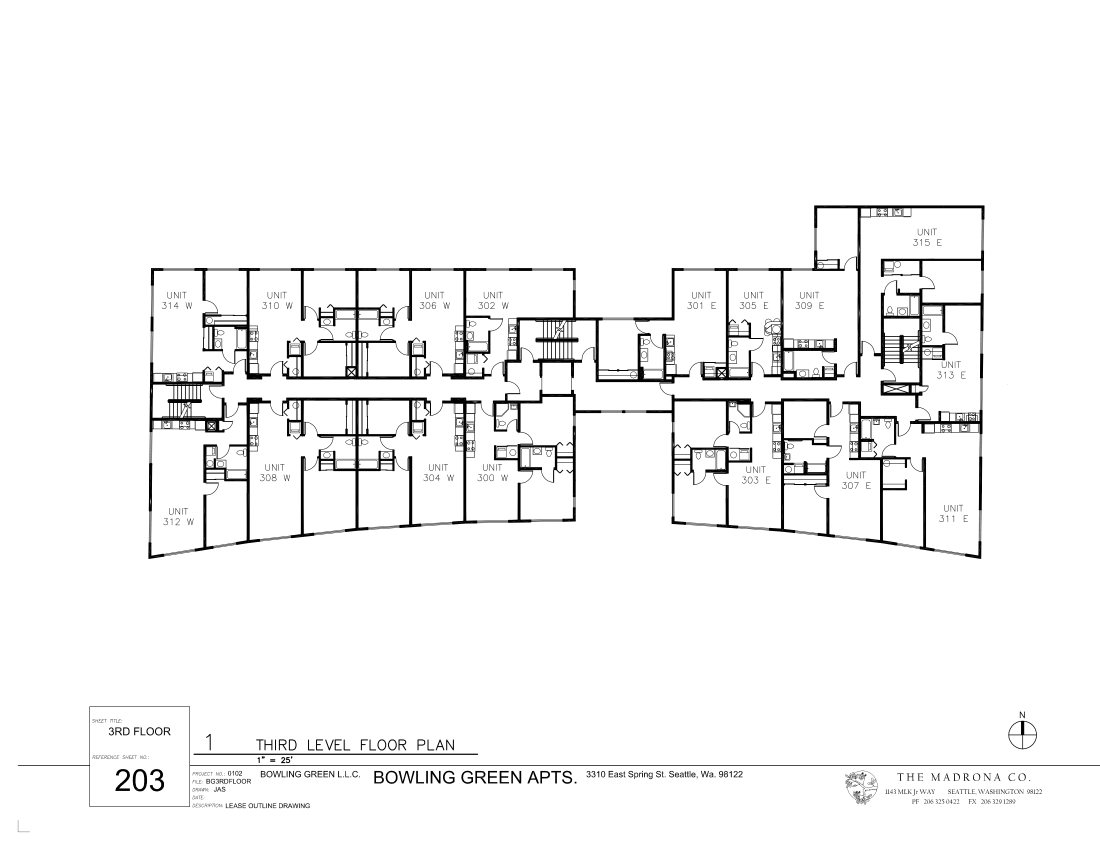 UNIT
315 E
UNIT
314 W
UNIT
310 W
UNIT
306 W
UNIT
302 W
UNIT
301 E
UNIT
305 E
UNIT
309 E
UNIT
313 E
UNIT
312 W
UNIT
308 W
UNIT
304 W
UNIT
300 W
UNIT
303 E
UNIT
307 E
UNIT
311 E
N
SHEET TITLE:
3RD FLOOR
REFERENCE SHEET NO.:
203
1 THIRD LEVEL FLOOR PLAN
1" = 25'
PROJECT NO.: 0102
FILE: BG3RDFLOOR
DRAWN: JAS
DATE:
DESCRIPTION: LEASE OUTLINE DRAWING
BOWLING GREEN L.L.C. BOWLING GREEN APTS. 3310 East Spring St. Seattle, Wa. 98122
THE MADRONA CO.
1143 MLK Jr WAY SEATTLE, WASHINGTON 98122
PF 206 325 0422 FX 206 329 1289